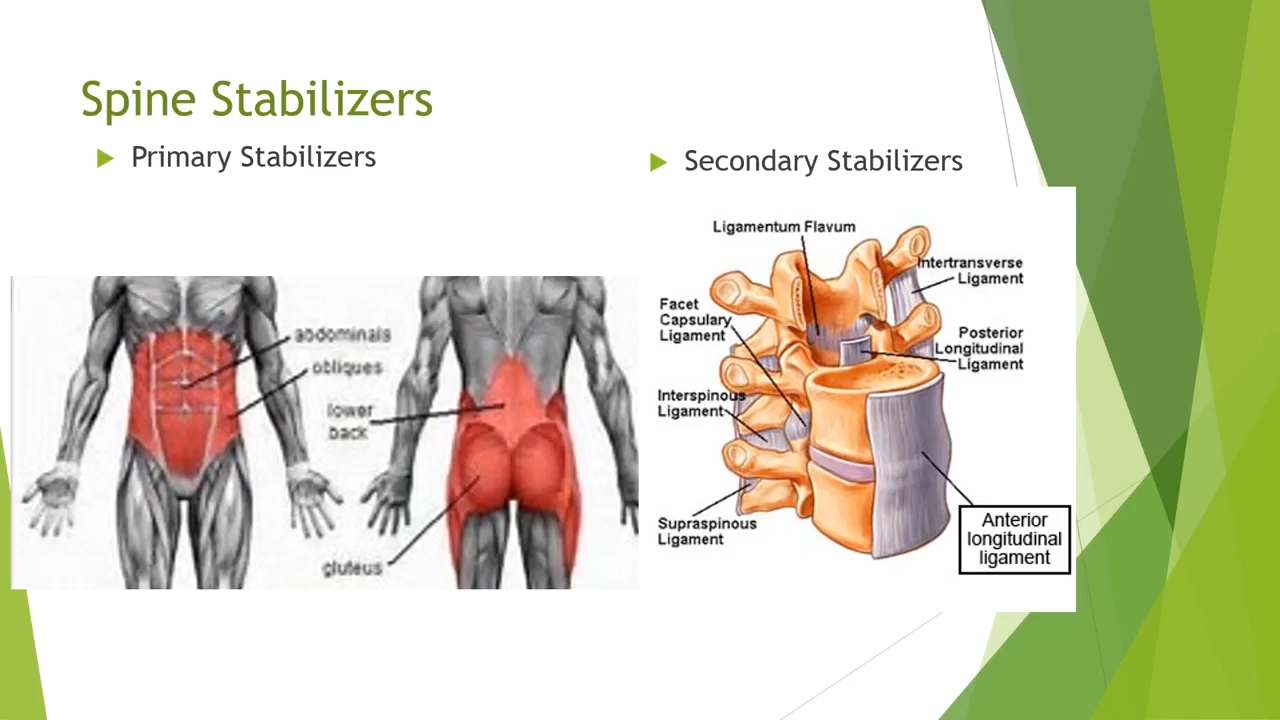 Spine Stabilizers
Primary Stabilizers
abdominals
obliques
lower
back
gluteus
Secondary Stabilizers
Ligamentum Flavum
Intertransverse
Ligament
Facet
Capsulary
Ligament
Posterior
Longitudinal
Ligament
Interspinous
Ligament
Supraspinous
Ligament
Anterior
longitudinal
ligament